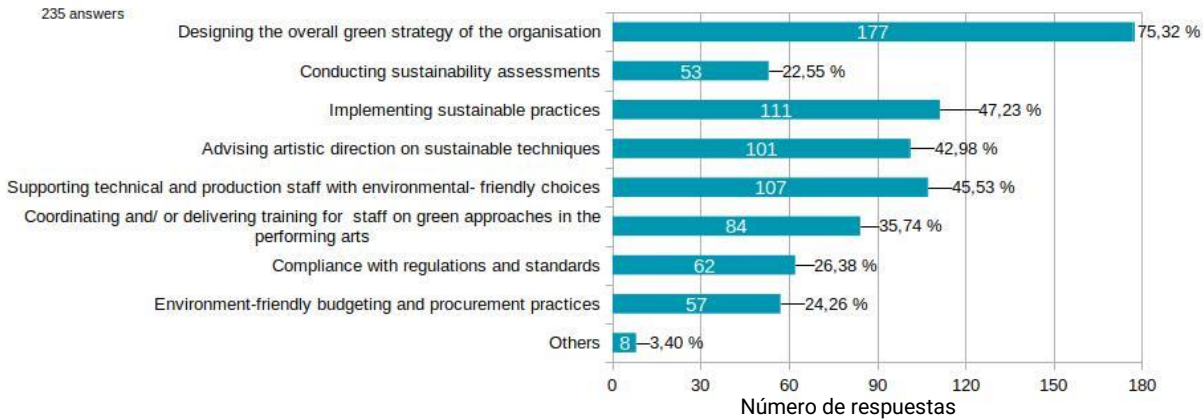 235 answers
Designing the overall green strategy of the organisation 177 75,32 %
Conducting sustainability assessments 53 22,55 %
Implementing sustainable practices 111 47,23 %
Advising artistic direction on sustainable techniques 101 42,98 %
Supporting technical and production staff with environmental- friendly choices 107 45,53 %
Coordinating and/ or delivering training for staff on green approaches in the
performing arts 84 35,74 %
Compliance with regulations and standards 62 26,38 %
Environment-friendly budgeting and procurement practices 57 24,26 %
Others 8 3,40 %
0 30 60 90 120 150 180
Número de respuestas